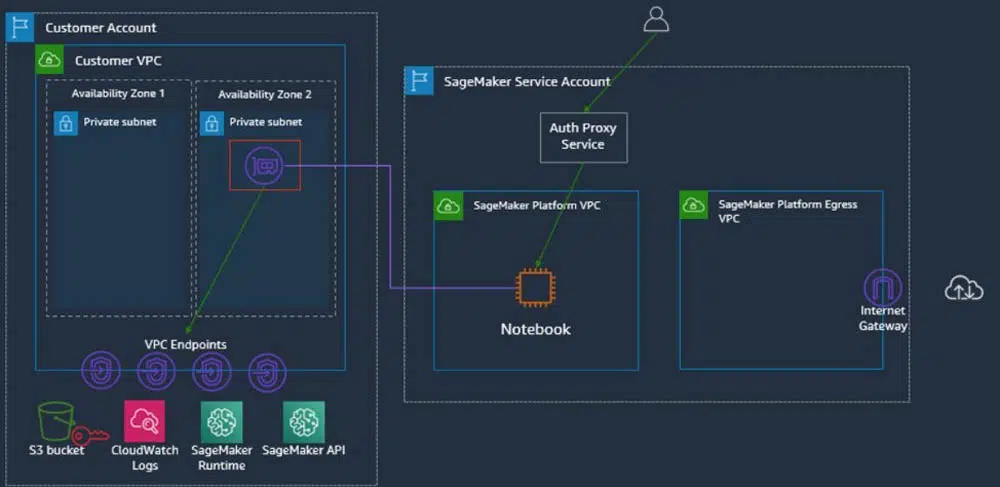 Customer Account
Customer VPC
Availability Zone 1
Private subnet
Availability Zone 2
Private subnet
VPC Endpoints
S3 bucket
CloudWatch
Logs
SageMaker
Runtime
SageMaker API
SageMaker Service Account
Auth Proxy
Service
SageMaker Platform VPC
Notebook
SageMaker Platform Egress
VPC
Internet
Gateway